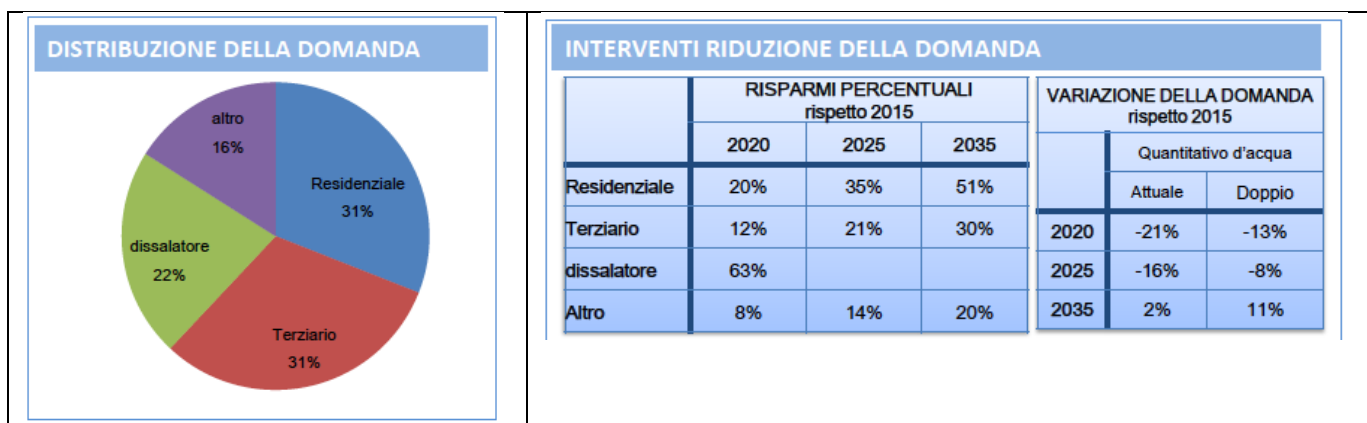 DISTRIBUZIONE DELLA DOMANDA
altro
16%
Residenziale
31%
dissalatore
22%
Terziario
31%
INTERVENTI RIDUZIONE DELLA DOMANDA
RISPARMI PERCENTUALI
rispetto 2015
2020 2025 2035
Residenziale 20% 35% 51%
Terziario 12% 21% 30%
dissalatore 63%
Altro 8% 14% 20%
VARIAZIONE DELLA DOMANDA
rispetto 2015
Quantitativo d'acqua
Attuale Doppio
2020 -21% -13%
2025 -16% -8%
2035 2% 11%